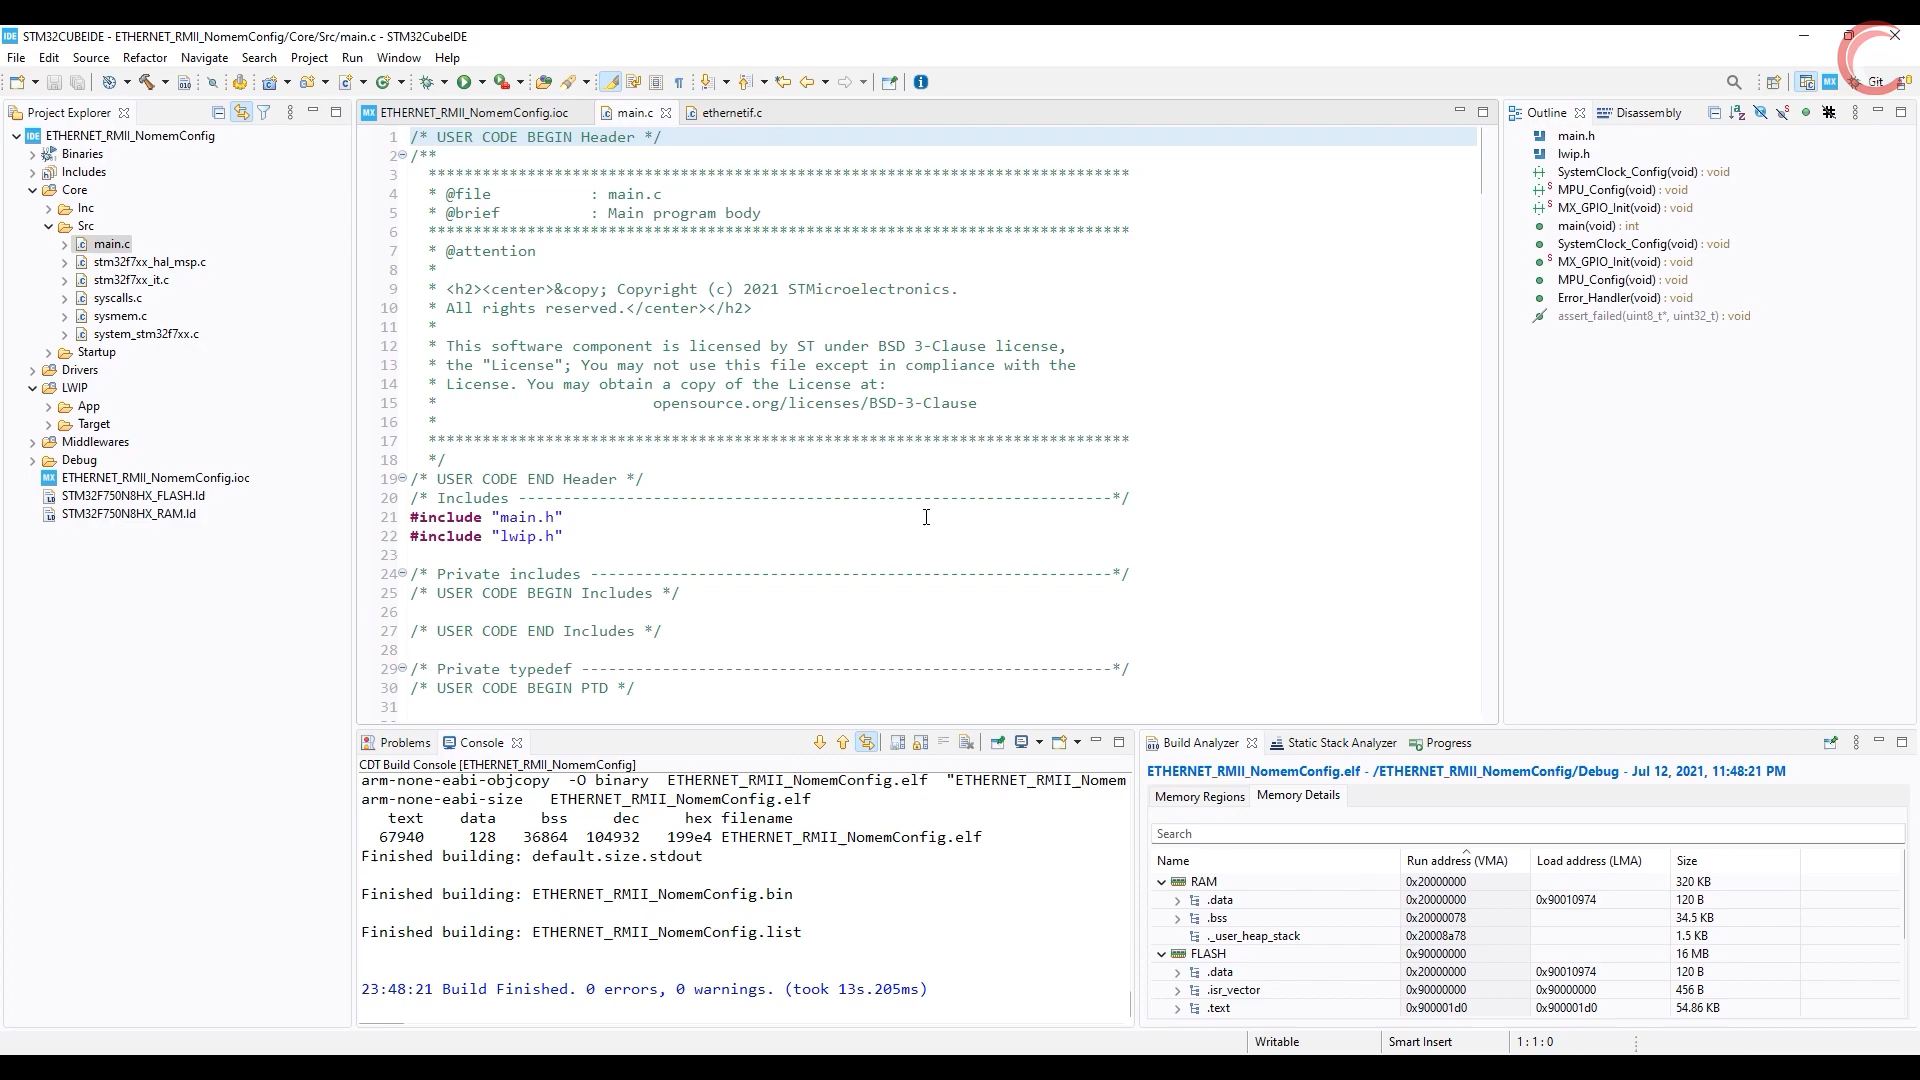 STM32CUBEIDE - ETHERNET_RMII_NomemConfig/Core/Src/main.c - STM32CubeIDE
File Edit Source Refactor Navigate Search Project Run Window Help
Git
Project Explorer
ETHERNET_RMII_NomemConfig
Binaries
Includes
Core
Inc
Src
main.c
stm32f7xx_hal_msp.c
stm32f7xx_it.c
syscalls.c
sysmem.c
system_stm32f7xx.c
Startup
Drivers
LWIP
App
Target
Middlewares
Debug
ETHERNET_RMII_NomemConfig.ioc
STM32F750N8HX_FLASH.ld
STM32F750N8HX_RAM.ld
ETHERNET_RMII_NomemConfig.ioc main.c ethernetif.c
1 /* USER CODE BEGIN Header */
2 /**
3 ******************************************************************************
4 * @file : main.c
5 * @brief : Main program body
6 ******************************************************************************
7 * @attention
8 *
9 * <h2><center>&copy; Copyright (c) 2021 STMicroelectronics.
10 * All rights reserved.</center></h2>
11 *
12 * This software component is licensed by ST under BSD 3-Clause license,
13 * the "License"; You may not use this file except in compliance with the
14 * License. You may obtain a copy of the License at:
15 * opensource.org/licenses/BSD-3-Clause
16 *
17 ******************************************************************************
18 */
19 /* USER CODE END Header */
20 /* Includes ------------------------------------------------------------------*/
21 #include "main.h"
22 #include "lwip.h"
23
24 /* Private includes ----------------------------------------------------------*/
25 /* USER CODE BEGIN Includes */
26
27 /* USER CODE END Includes */
28
29 /* Private typedef -----------------------------------------------------------*/
30 /* USER CODE BEGIN PTD */
31
Outline Disassembly
main.h
lwip.h
SystemClock_Config(void) : void
MPU_Config(void) : void
MX_GPIO_Init(void) : void
main(void) : int
SystemClock_Config(void) : void
MX_GPIO_Init(void) : void
MPU_Config(void) : void
Error_Handler(void) : void
assert_failed(uint8_t*, uint32_t) : void
Problems Console
CDT Build Console [ETHERNET_RMII_NomemConfig]
arm-none-eabi-objcopy -O binary ETHERNET_RMII_NomemConfig.elf "ETHERNET_RMII_Nomem
arm-none-eabi-size ETHERNET_RMII_NomemConfig.elf
text data bss dec hex filename
67940 128 36864 104932 199e4 ETHERNET_RMII_NomemConfig.elf
Finished building: default.size.stdout
Finished building: ETHERNET_RMII_NomemConfig.bin
Finished building: ETHERNET_RMII_NomemConfig.list
23:48:21 Build Finished. 0 errors, 0 warnings. (took 13s.205ms)
Build Analyzer Static Stack Analyzer Progress
ETHERNET_RMII_NomemConfig.elf - /ETHERNET_RMII_NomemConfig/Debug - Jul 12, 2021, 11:48:21 PM
Memory Regions Memory Details
Search
Name Run address (VMA) Load address (LMA) Size
RAM 0x20000000 320 KB
.data 0x20000000 0x90010974 120 B
.bss 0x20000078 34.5 KB
._user_heap_stack 0x20008a78 1.5 KB
FLASH 0x90000000 16 MB
.data 0x20000000 0x90010974 120 B
.isr_vector 0x90000000 0x90000000 456 B
.text 0x900001d0 0x900001d0 54.86 KB
Writable Smart Insert 1 : 1 : 0